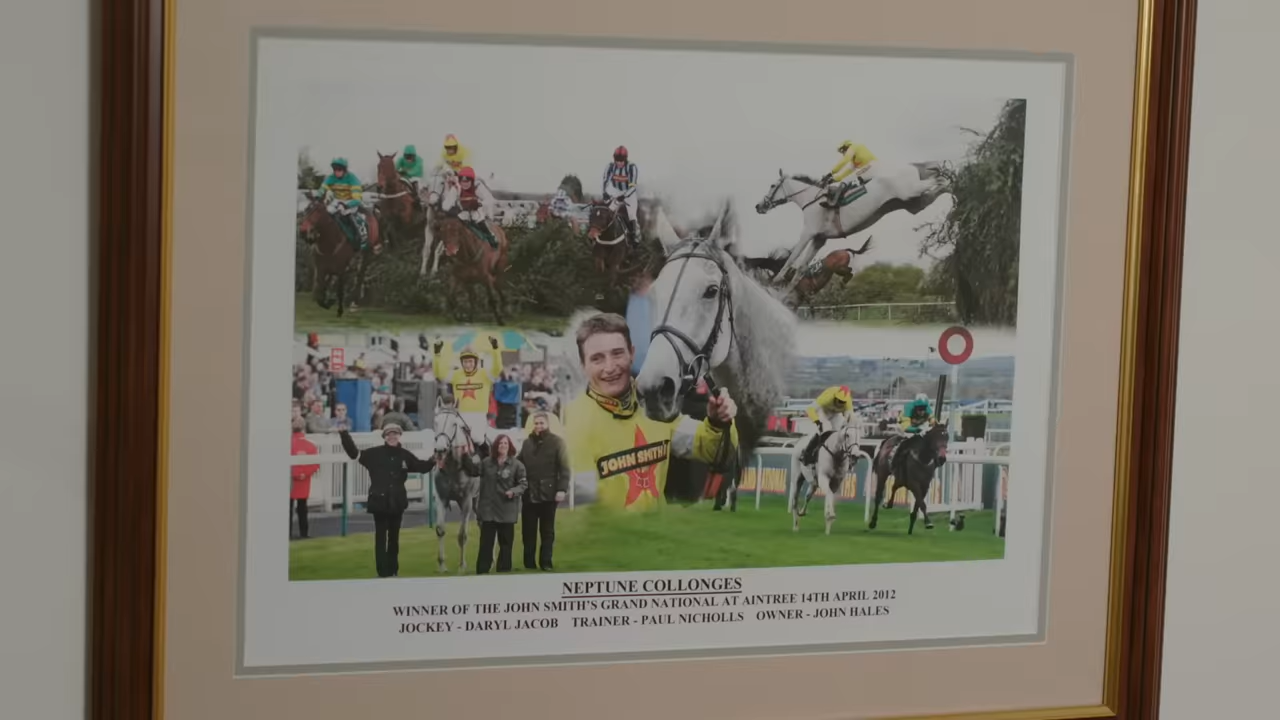 JOHN SMITH'
NEPTUNE COLLONGES
WINNER OF THE JOHN SMITH'S GRAND NATIONAL AT AINTREE 14TH APRIL 2012
JOCKEY - DARYL JACOB TRAINER - PAUL NICHOLLS OWNER - JOHN HALES